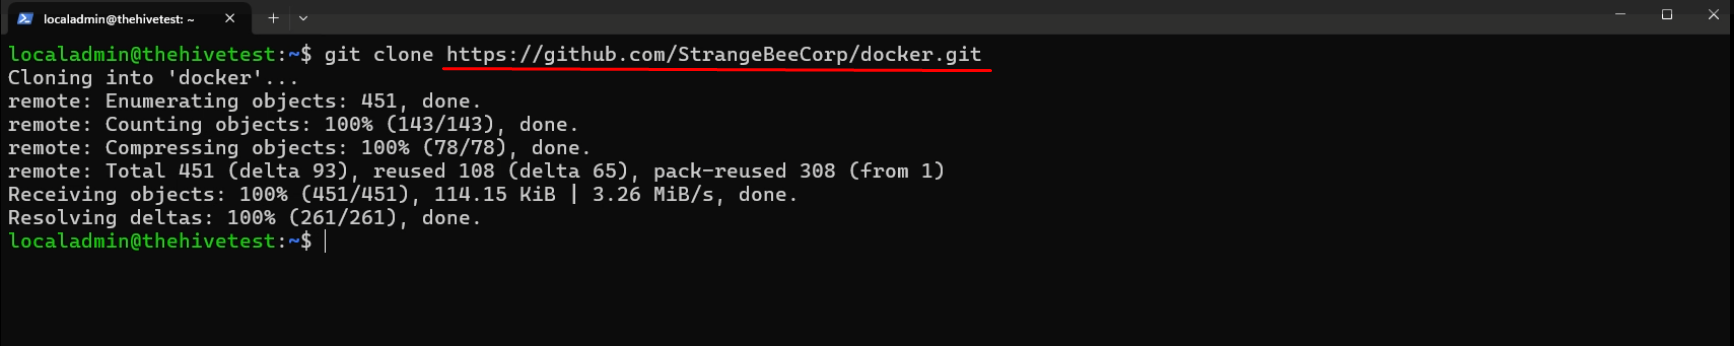 localadmin@thehivetest: ~
localadmin@thehivetest:~$ git clone https://github.com/StrangeBeeCorp/docker.git
Cloning into 'docker'...
remote: Enumerating objects: 451, done.
remote: Counting objects: 100% (143/143), done.
remote: Compressing objects: 100% (78/78), done.
remote: Total 451 (delta 93), reused 108 (delta 65), pack-reused 308 (from 1)
Receiving objects: 100% (451/451), 114.15 KiB | 3.26 MiB/s, done.
Resolving deltas: 100% (261/261), done.
localadmin@thehivetest:~$